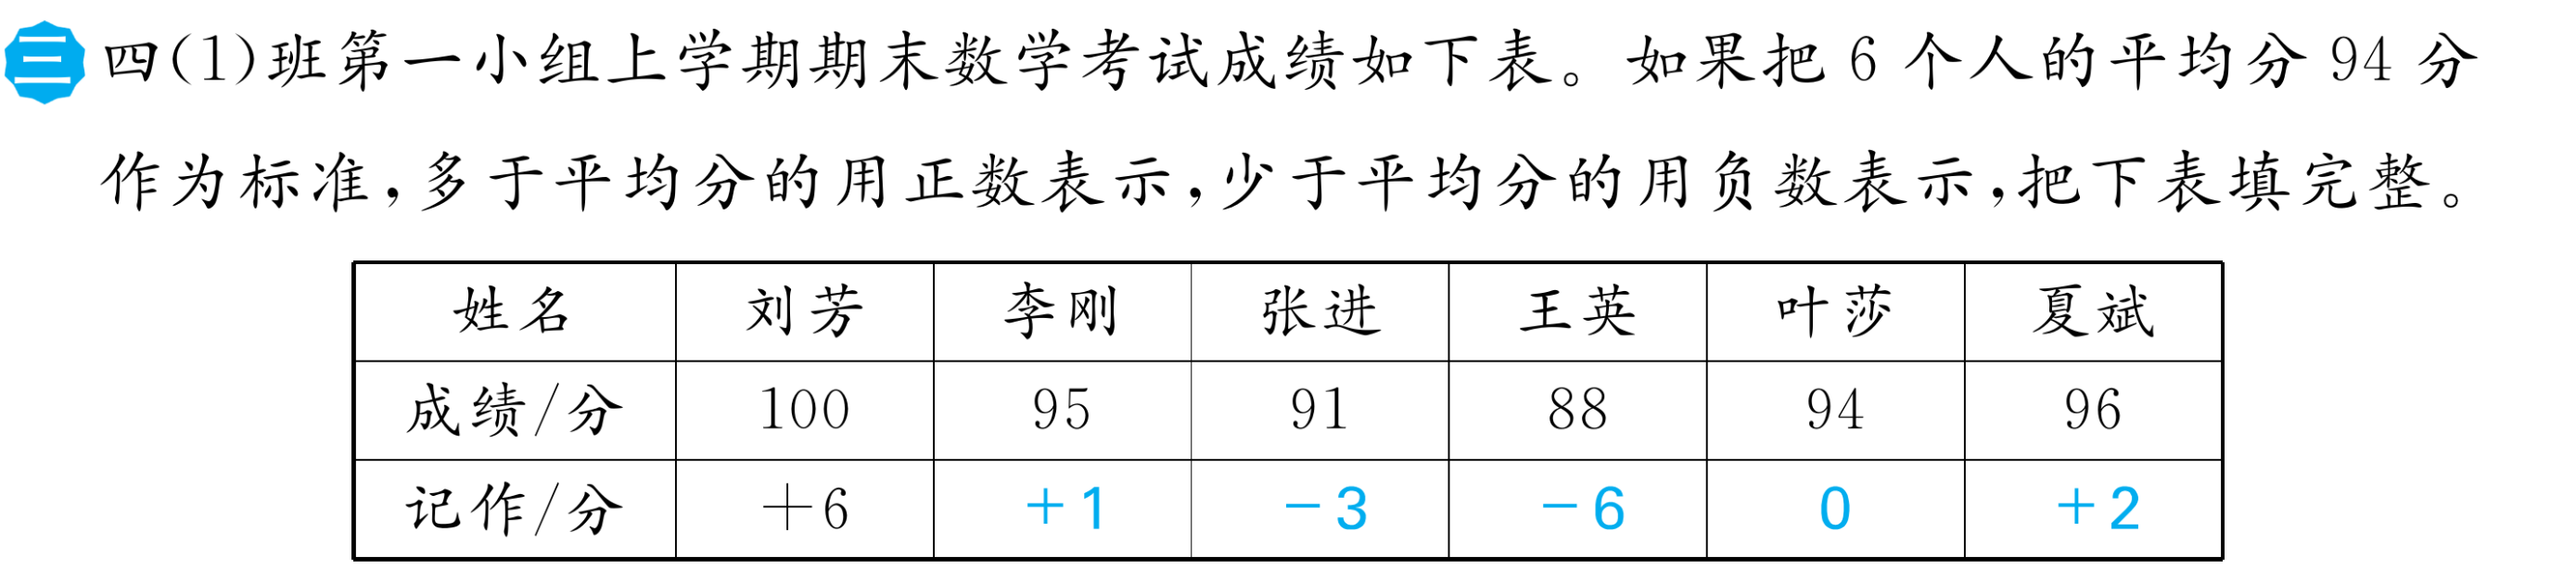 三 四(1)班第一小组上学期期末数学考试成绩如下表。如果把 6 个人的平均分 94 分
作为标准,多于平均分的用正数表示,少于平均分的用负数表示,把下表填完整。
姓名 刘芳 李刚 张进 王英 叶莎 夏斌
成绩/分 100 95 91 88 94 96
记作/分 +6 +1 -3 -6 0 +2